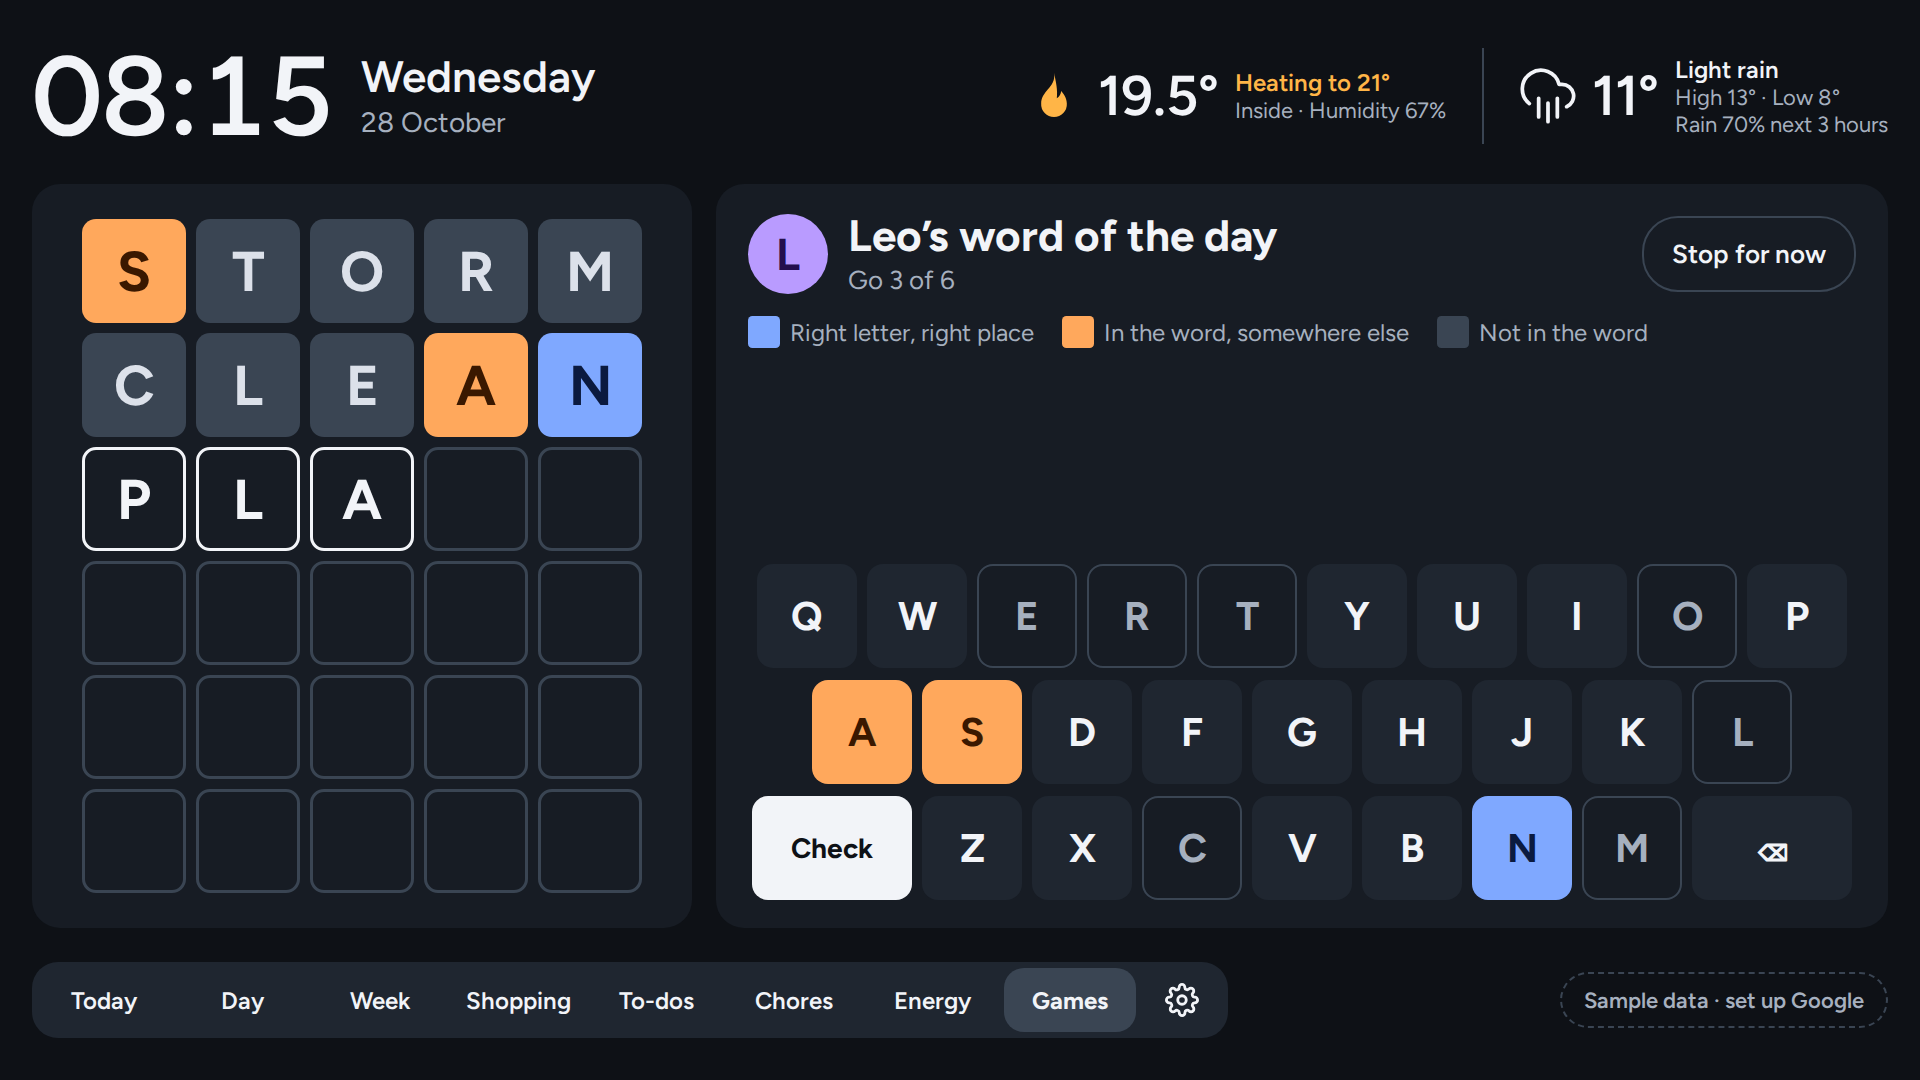 08:15
Wednesday
28 October
19.5°
Heating to 21°
Inside · Humidity 67%
11°
Light rain
High 13° · Low 8°
Rain 70% next 3 hours
S T O R M
C L E A N
P L A
L
Leo’s word of the day
Go 3 of 6
Stop for now
Right letter, right place
In the word, somewhere else
Not in the word
Q W E R T Y U I O P
A S D F G H J K L
Check Z X C V B N M ⌫
Today Day Week Shopping To-dos Chores Energy Games
Sample data · set up Google